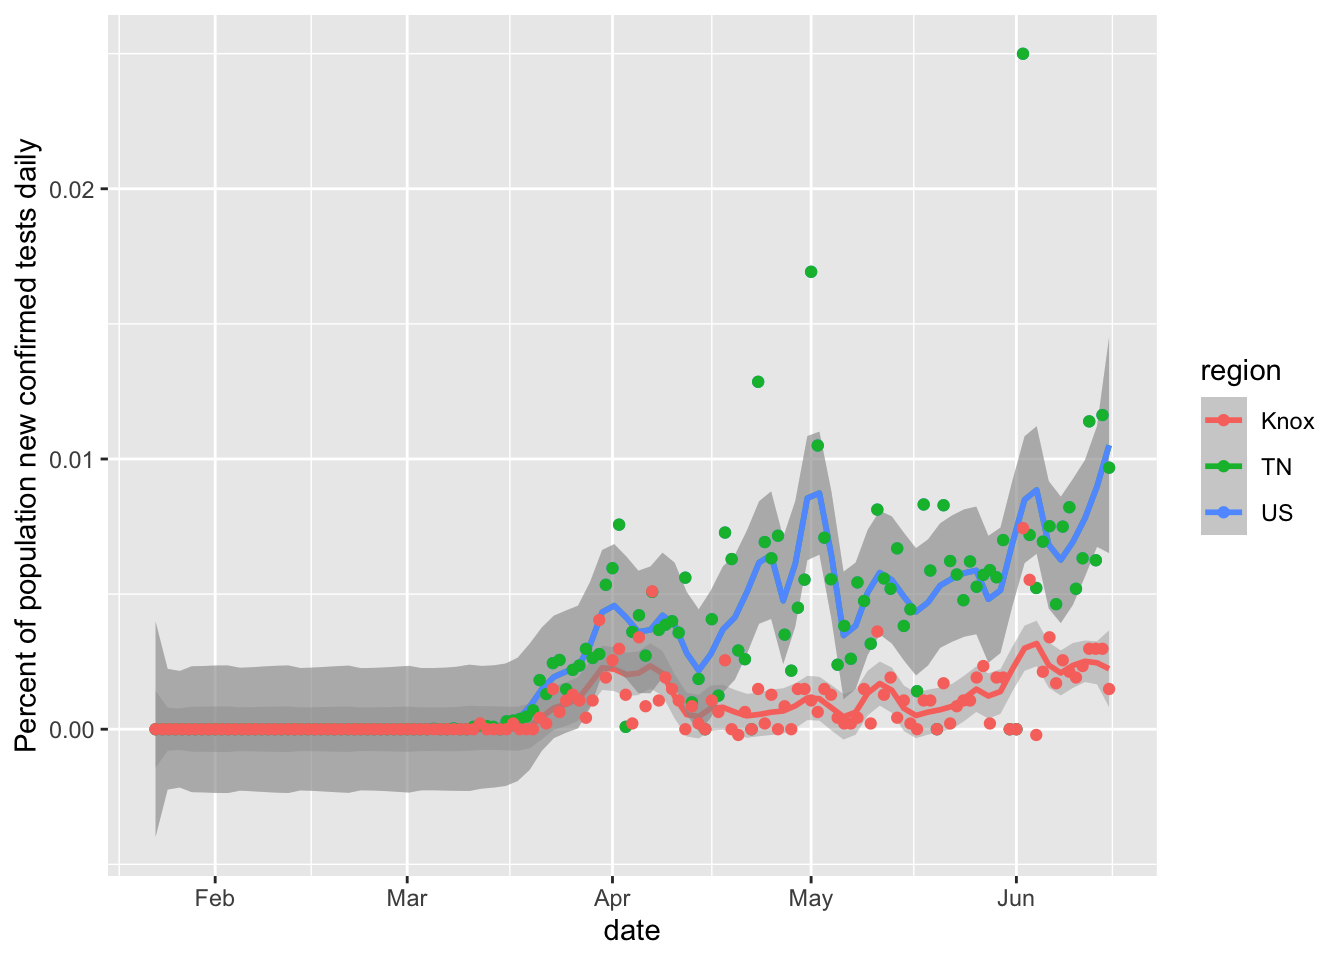 Percent of population new confirmed tests daily
0.02
0.01
0.00
Feb
Mar
Apr
May
Jun
date
region
Knox
TN
US